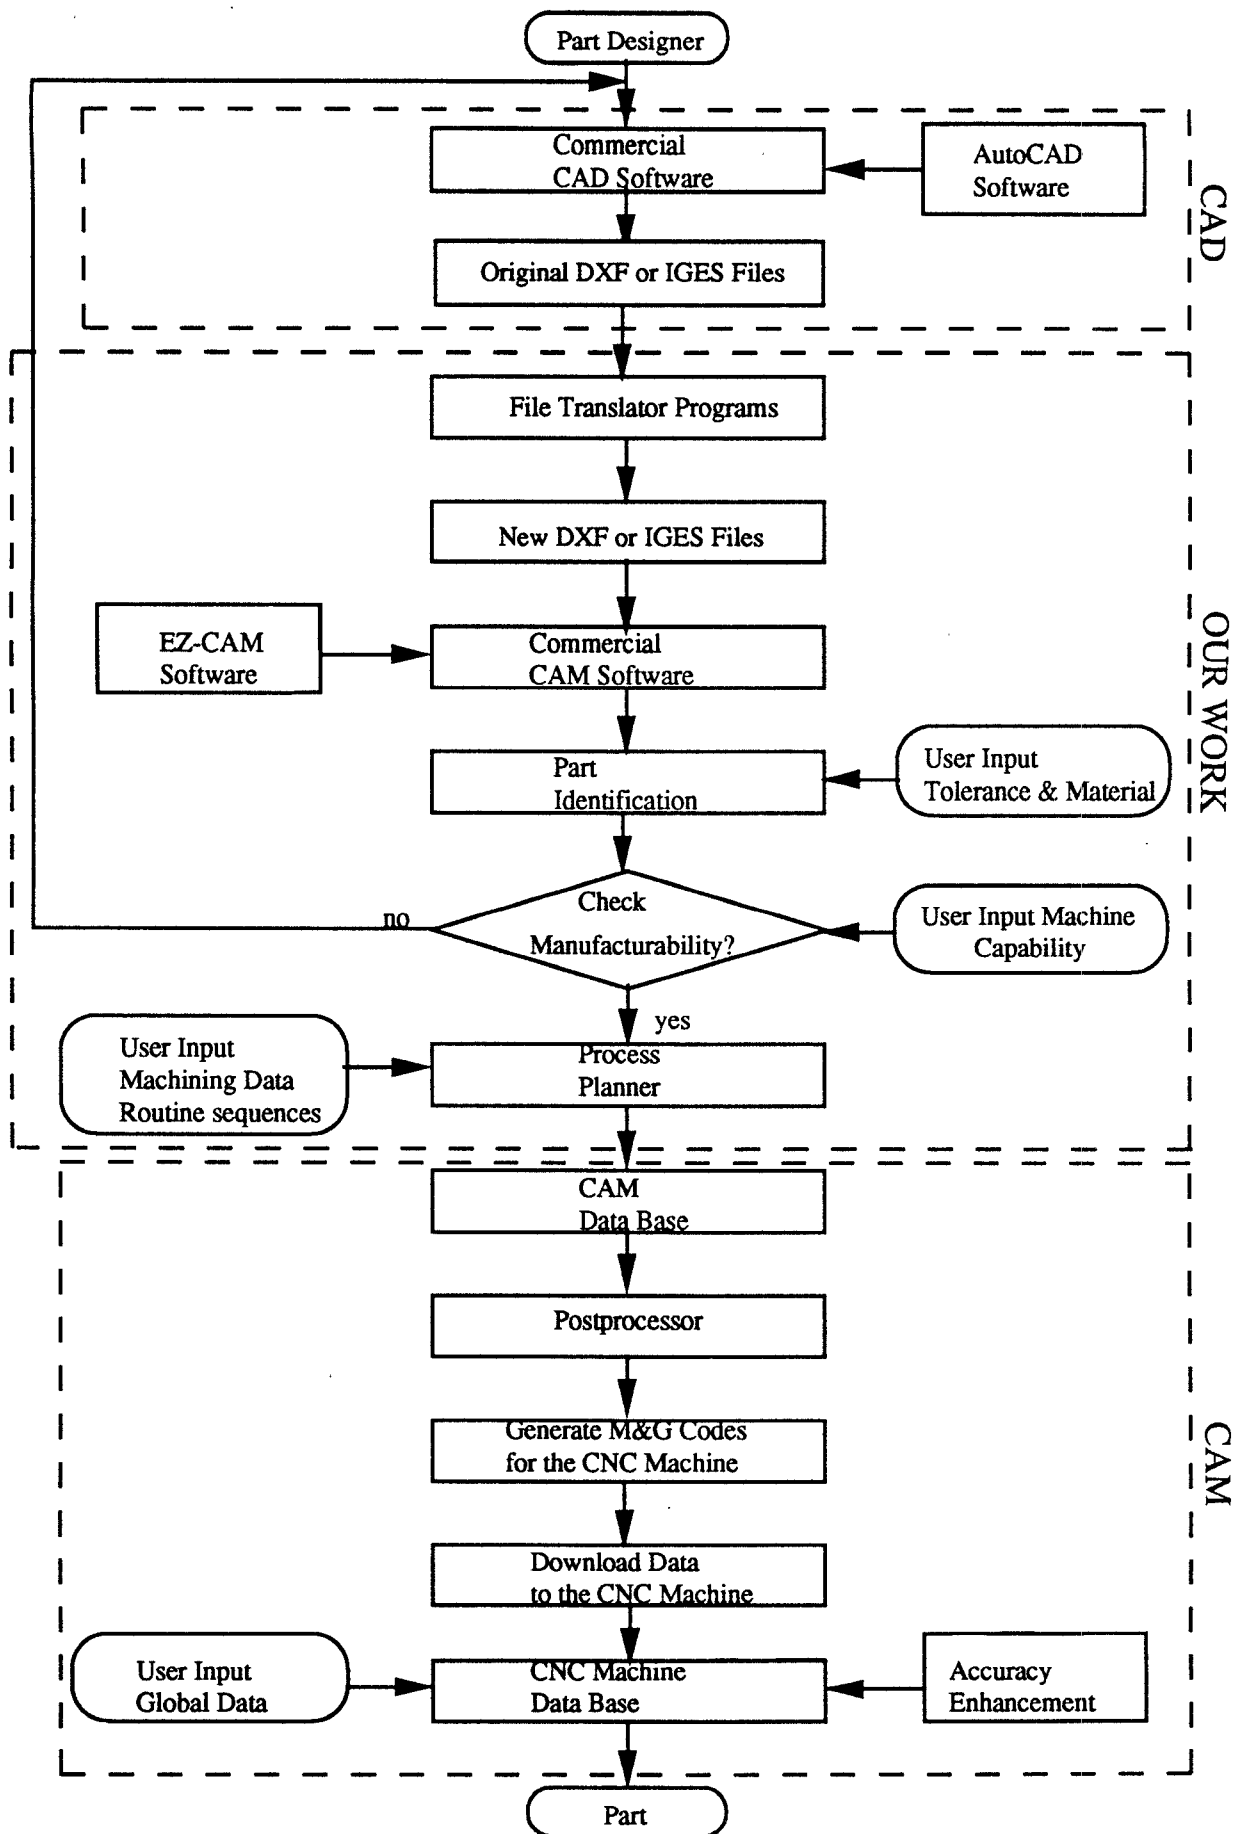 Part Designer
Commercial
CAD Software
AutoCAD
Software
CAD
Original DXF or IGES Files
File Translator Programs
New DXF or IGES Files
EZ-CAM
Software
Commercial
CAM Software
OUR WORK
Part
Identification
User Input
Tolerance & Material
Check
Manufacturability?
no
User Input Machine
Capability
yes
User Input
Machining Data
Routine sequences
Process
Planner
CAM
Data Base
Postprocessor
Generate M&G Codes
for the CNC Machine
CAM
Download Data
to the CNC Machine
User Input
Global Data
CNC Machine
Data Base
Accuracy
Enhancement
Part